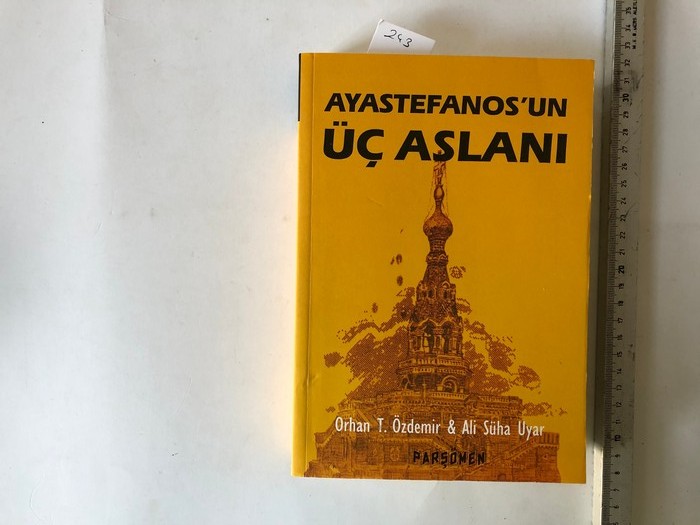 243
AYASTEFANOS'UN
ÜÇ ASLANI
Orhan T. Özdemir & Ali Süha Uyar
PARŞÖMEN